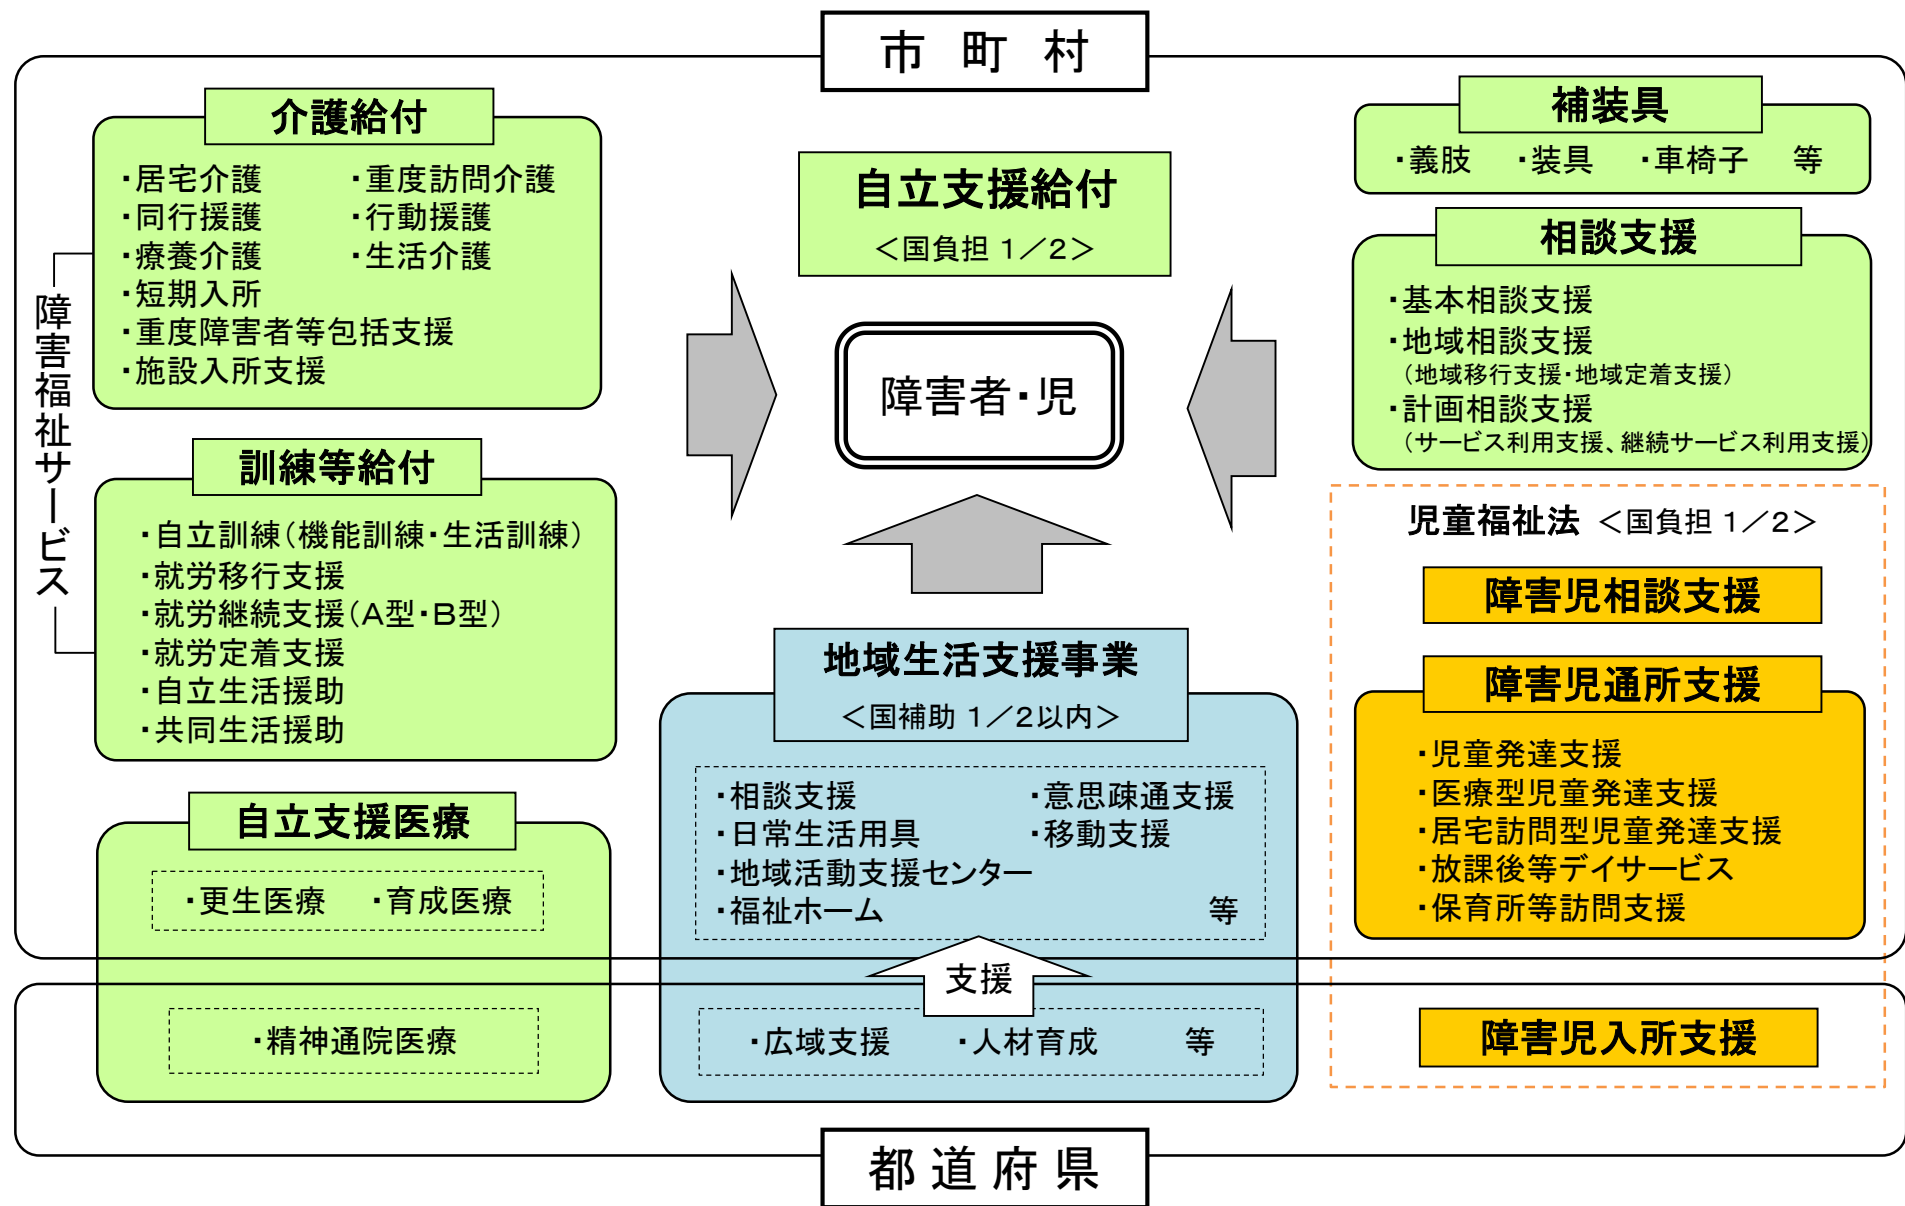 市町村
介護給付
・居宅介護 ・重度訪問介護
・同行援護 ・行動援護
・療養介護 ・生活介護
・短期入所
・重度障害者等包括支援
・施設入所支援
障害福祉サービス
訓練等給付
・自立訓練(機能訓練・生活訓練)
・就労移行支援
・就労継続支援(A型・B型)
・就労定着支援
・自立生活援助
・共同生活援助
自立支援医療
・更生医療 ・育成医療
・精神通院医療
自立支援給付
<国負担 1/2>
障害者・児
地域生活支援事業
<国補助 1/2以内>
・相談支援 ・意思疎通支援
・日常生活用具 ・移動支援
・地域活動支援センター
・福祉ホーム 等
支援
・広域支援 ・人材育成 等
補装具
・義肢 ・装具 ・車椅子 等
相談支援
・基本相談支援
・地域相談支援
(地域移行支援・地域定着支援)
・計画相談支援
(サービス利用支援、継続サービス利用支援)
児童福祉法 <国負担 1/2>
障害児相談支援
障害児通所支援
・児童発達支援
・医療型児童発達支援
・居宅訪問型児童発達支援
・放課後等デイサービス
・保育所等訪問支援
障害児入所支援
都道府県